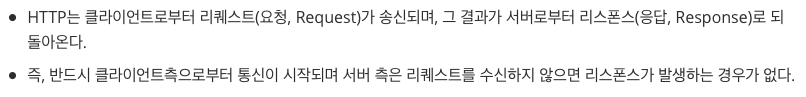 • HTTP는 클라이언트로부터 리퀘스트(요청, Request)가 송신되며, 그 결과가 서버로부터 리스폰스(응답, Response)로 되
돌아온다.
• 즉, 반드시 클라이언트측으로부터 통신이 시작되며 서버 측은 리퀘스트를 수신하지 않으면 리스폰스가 발생하는 경우가 없다.